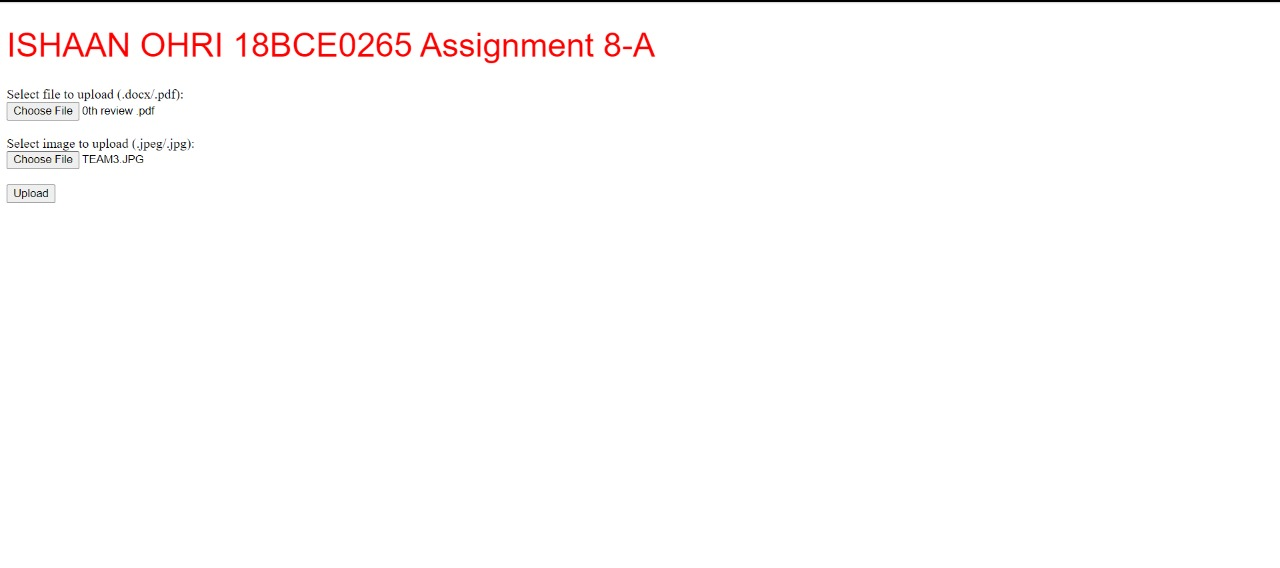 ISHAAN OHRI 18BCE0265 Assignment 8-A
Select file to upload (.docx/.pdf):
Choose File 0th review .pdf
Select image to upload (.jpeg/.jpg):
Choose File TEAM3.JPG
Upload